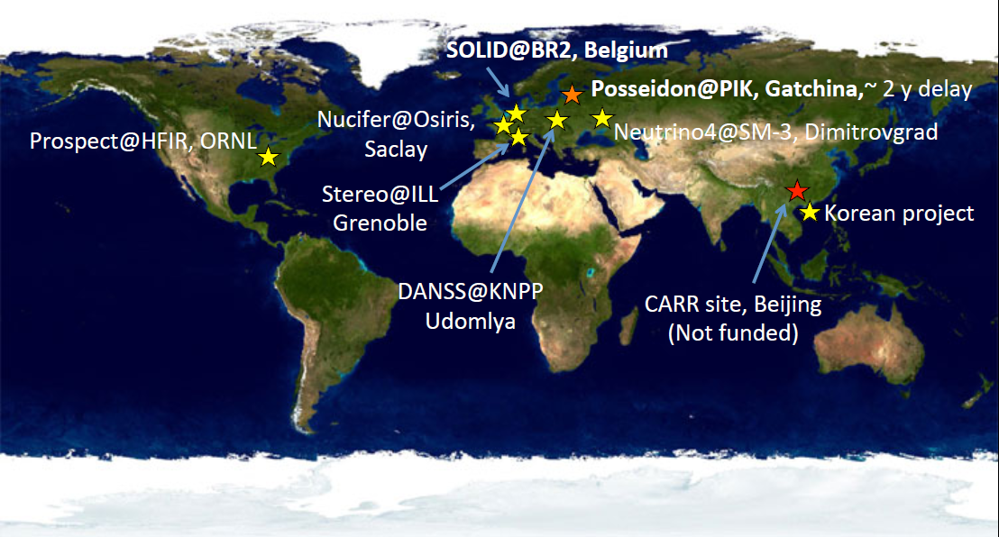 SOLID@BR2, Belgium
Posseidon@PIK, Gatchina,~ 2 y delay
Nucifer@Osiris,
Saclay
Neutrino4@SM-3, Dimitrovgrad
Prospect@HFIR, ORNL
Stereo@ILL
Grenoble
Korean project
DANSS@KNPP
Udomlya
CARR site, Beijing
(Not funded)